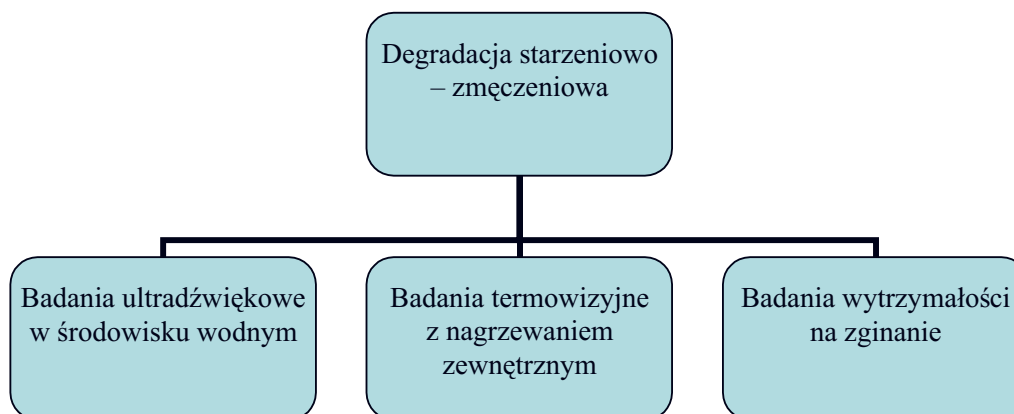 Degradacja starzeniowo
– zmęczeniowa
Badania ultradźwiękowe
w środowisku wodnym
Badania termowizyjne
z nagrzewaniem
zewnętrznym
Badania wytrzymałości
na zginanie